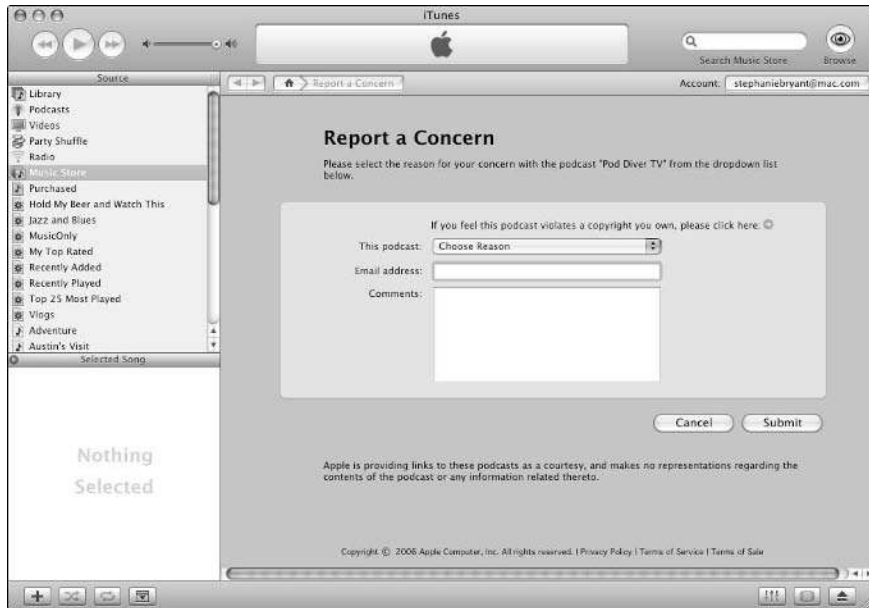 iTunes
Search Music Store
Browse
Source
Report a Concern
Account: stephaniebryant@mac.com
Library
Podcasts
Videos
Party Shuffle
Radio
Music Store
Purchased
Hold My Beer and Watch This
Jazz and Blues
MusicOnly
My Top Rated
Recently Added
Recently Played
Top 25 Most Played
Vlogs
Adventure
Austin's Visit
Selected Song
Nothing
Selected
Report a Concern
Please select the reason for your concern with the podcast "Pod Diver TV" from the dropdown list
below.
If you feel this podcast violates a copyright you own, please click here:
This podcast: Choose Reason
Email address:
Comments:
Cancel
Submit
Apple is providing links to these podcasts as a courtesy, and makes no representations regarding the
contents of the podcast or any information related thereto.
Copyright © 2006 Apple Computer, Inc. All rights reserved. | Privacy Policy | Terms of Service | Terms of Sale